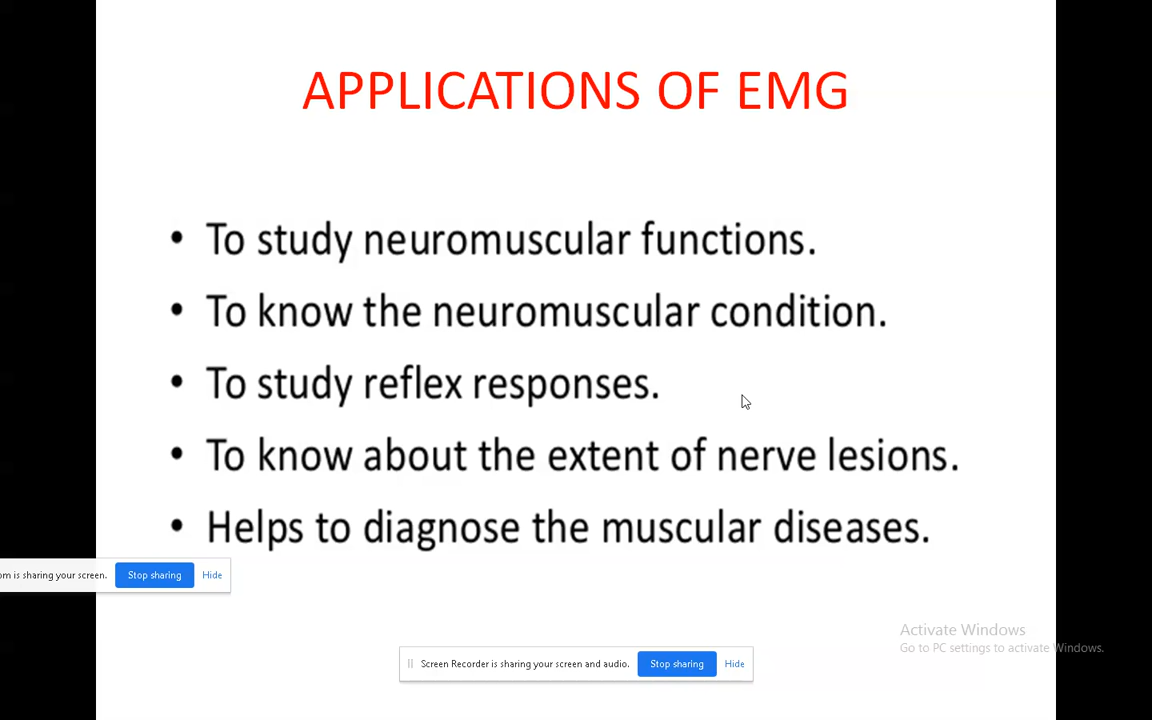 APPLICATIONS OF EMG
• To study neuromuscular functions.
• To know the neuromuscular condition.
• To study reflex responses.
• To know about the extent of nerve lesions.
• Helps to diagnose the muscular diseases.
om is sharing your screen. Stop sharing Hide
Activate Windows
Go to PC settings to activate Windows.
Screen Recorder is sharing your screen and audio. Stop sharing Hide